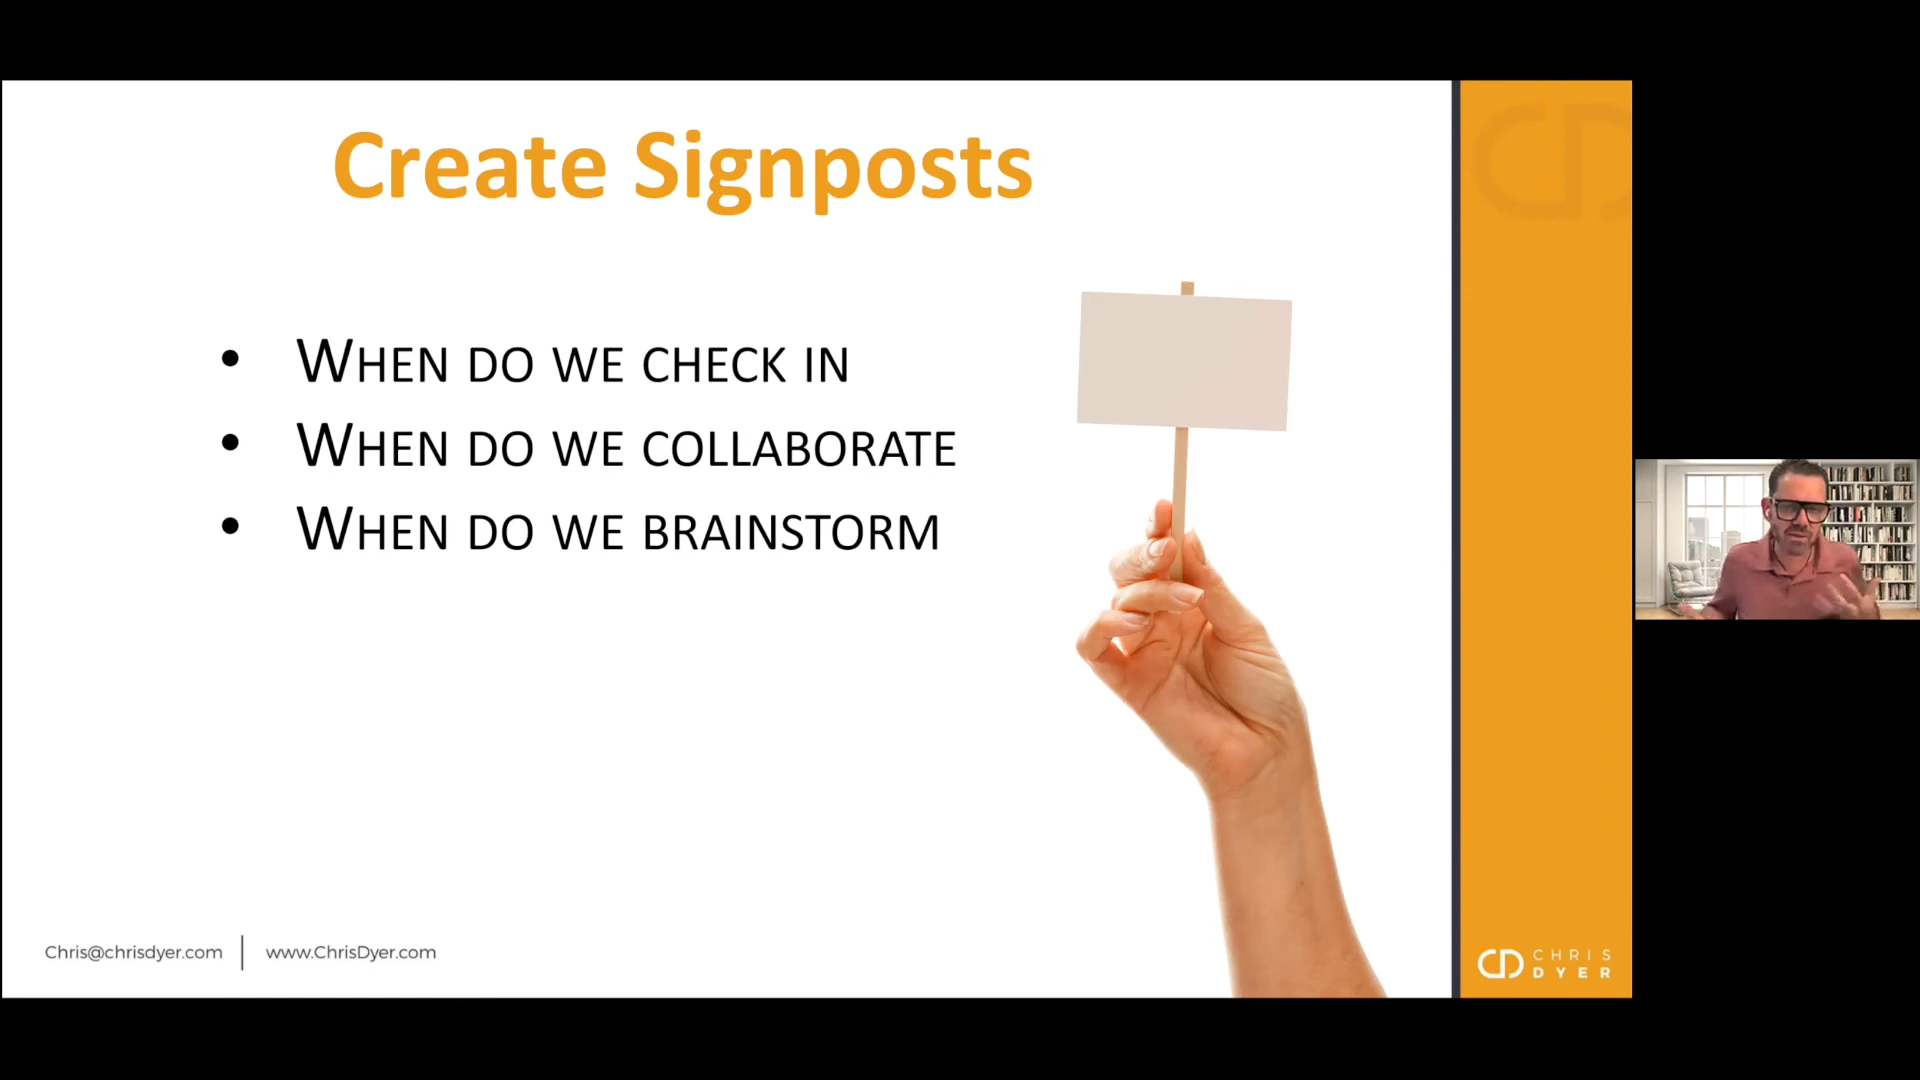 Create Signposts
• WHEN DO WE CHECK IN
• WHEN DO WE COLLABORATE
• WHEN DO WE BRAINSTORM
Chris@chrisdyer.com | www.ChrisDyer.com
CD CHRIS
DYER